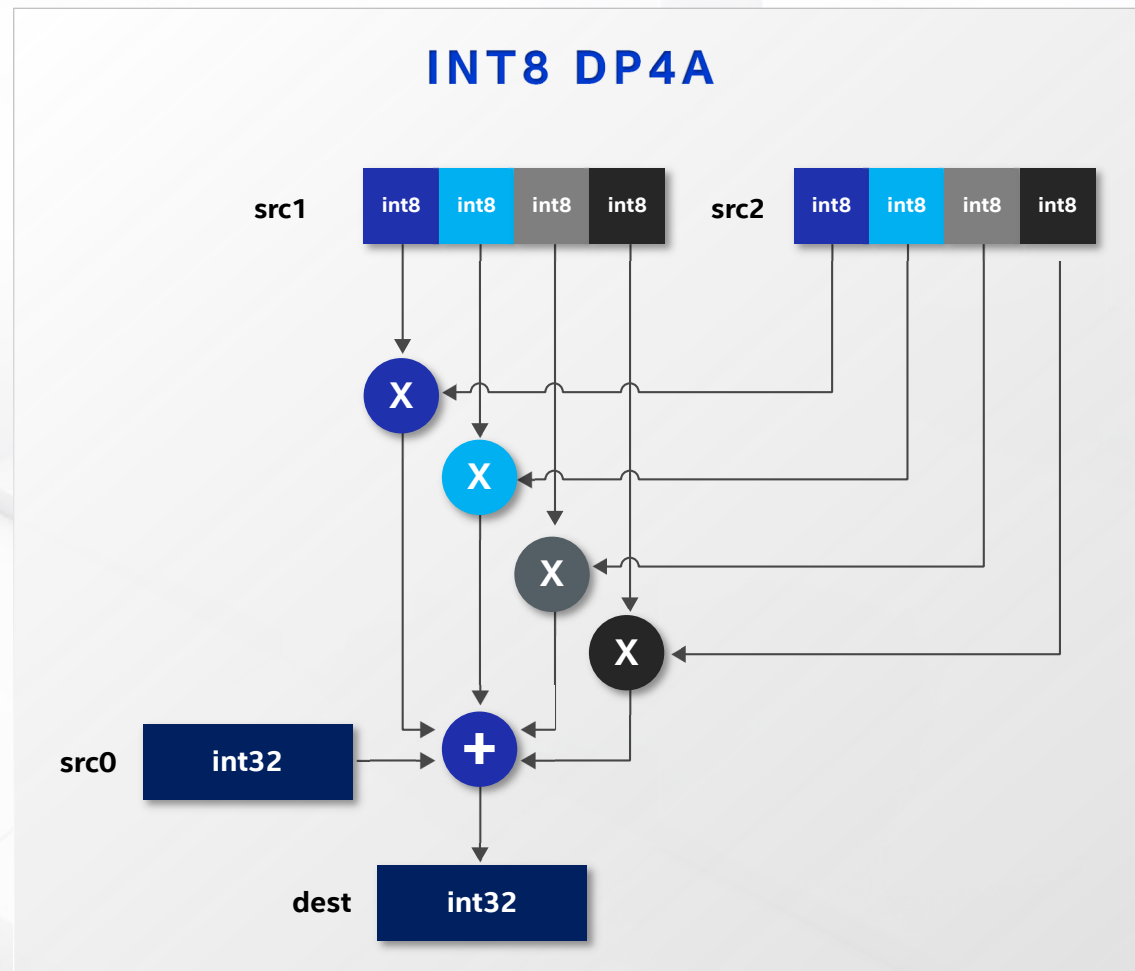 INT8 DP4A
src1 int8 int8 int8 int8 src2 int8 int8 int8 int8
X
X
X
X
src0 int32 +
dest int32